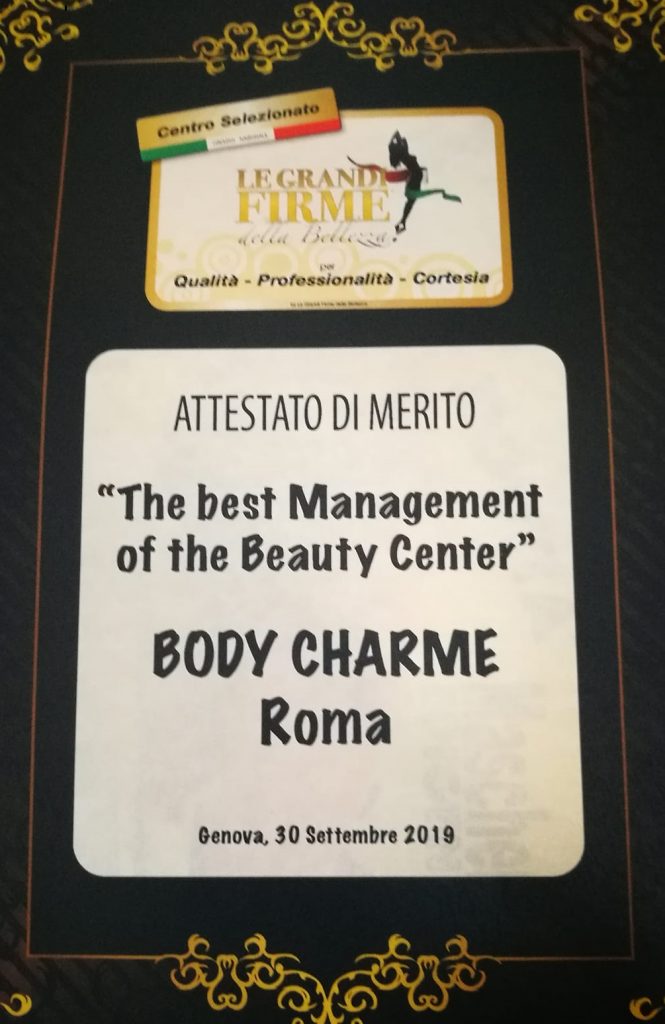 Centro Selezionato
LE GRANDI
FIRME
della Bellezza
per
Qualità - Professionalità - Cortesia
ATTESTATO DI MERITO
“The best Management
of the Beauty Center”
BODY CHARME
Roma
Genova, 30 Settembre 2019